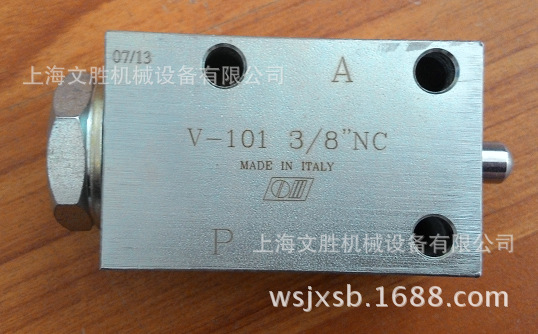 07/13
上海文胜机械设备有限公司
A
V-101 3/8"NC
MADE IN ITALY
P
上海文胜机械设备有限公司
wsjxsb.1688.com